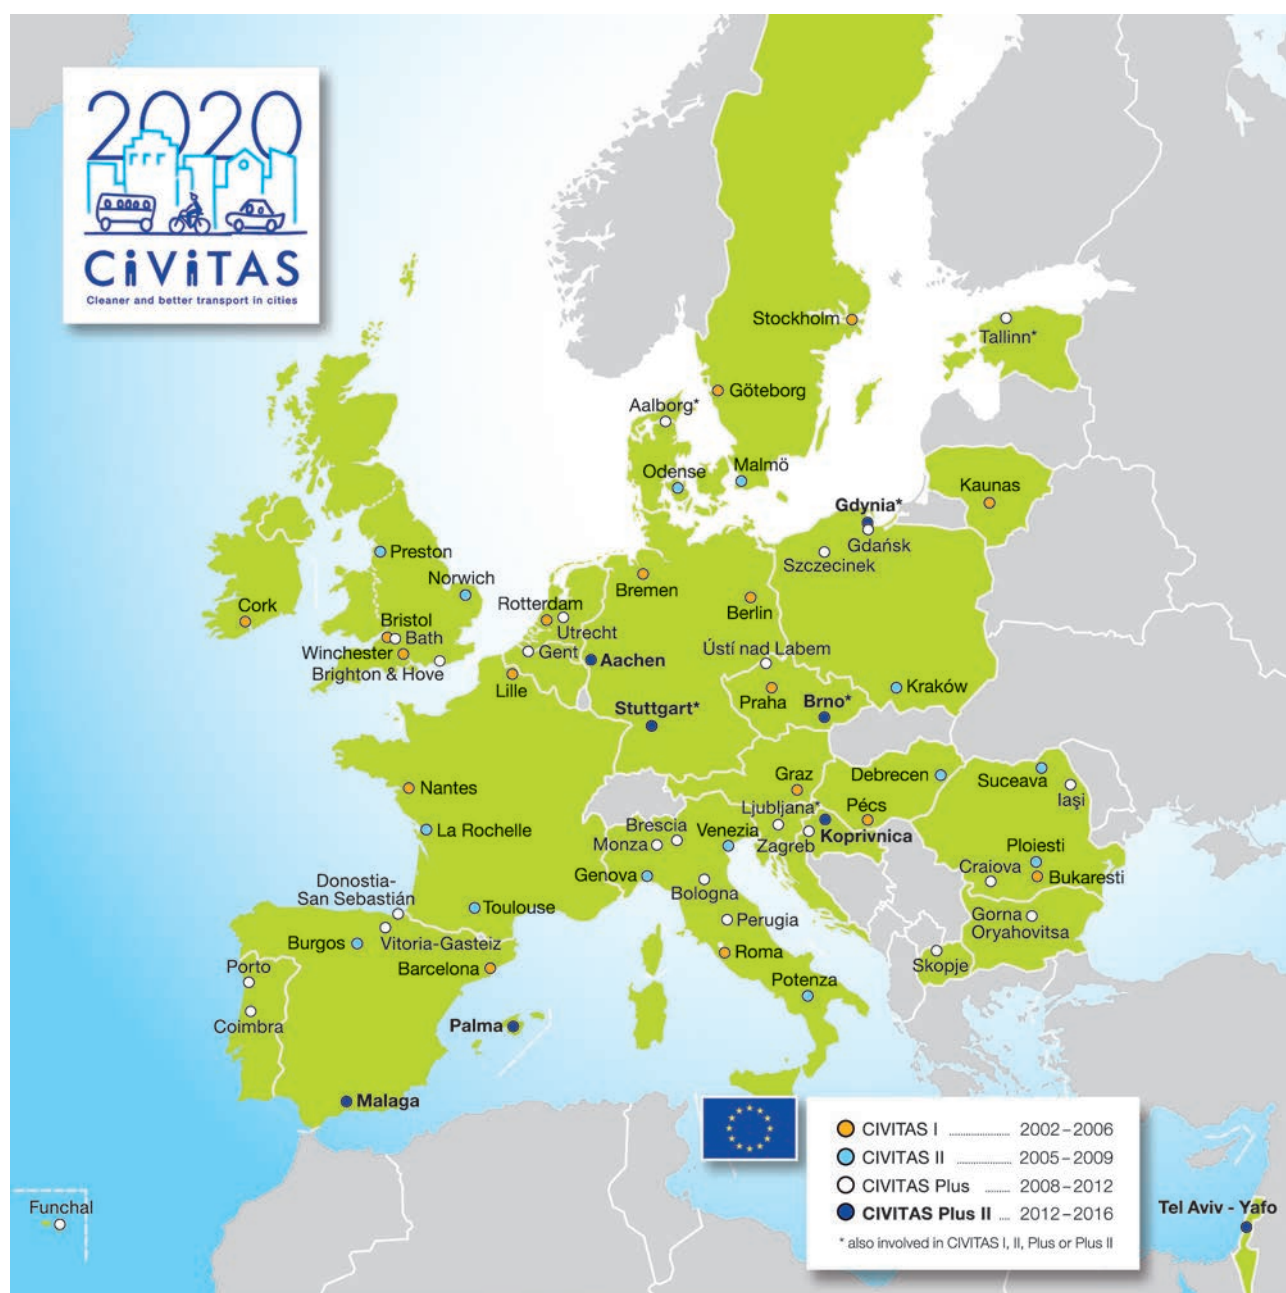 2020
CiViTAS
Cleaner and better transport in cities
Stockholm
Tallinn*
Göteborg
Aalborg*
Odense
Malmö
Kaunas
Gdynia*
Gdańsk
Szczecinek
Preston
Norwich
Bremen
Berlin
Cork
Rotterdam
Utrecht
Bristol
Bath
Winchester
Brighton & Hove
Gent
Aachen
Ústí nad Labem
Lille
Praha
Brno*
Kraków
Stuttgart*
Nantes
Graz
Debrecen
Suceava
Iaşi
La Rochelle
Ljubljana*
Pécs
Brescia
Venezia
Koprivnica
Monza
Zagreb
Ploiesti
Genova
Craiova
Bukaresti
Bologna
Donostia-
San Sebastián
Toulouse
Perugia
Gorna
Oryahovitsa
Burgos
Vitoria-Gasteiz
Roma
Skopje
Porto
Barcelona
Potenza
Coimbra
Palma
Malaga
Funchal
Tel Aviv - Yafo
CIVITAS I .................... 2002–2006
CIVITAS II .................. 2005–2009
CIVITAS Plus ........ 2008–2012
CIVITAS Plus II .... 2012–2016
* also involved in CIVITAS I, II, Plus or Plus II